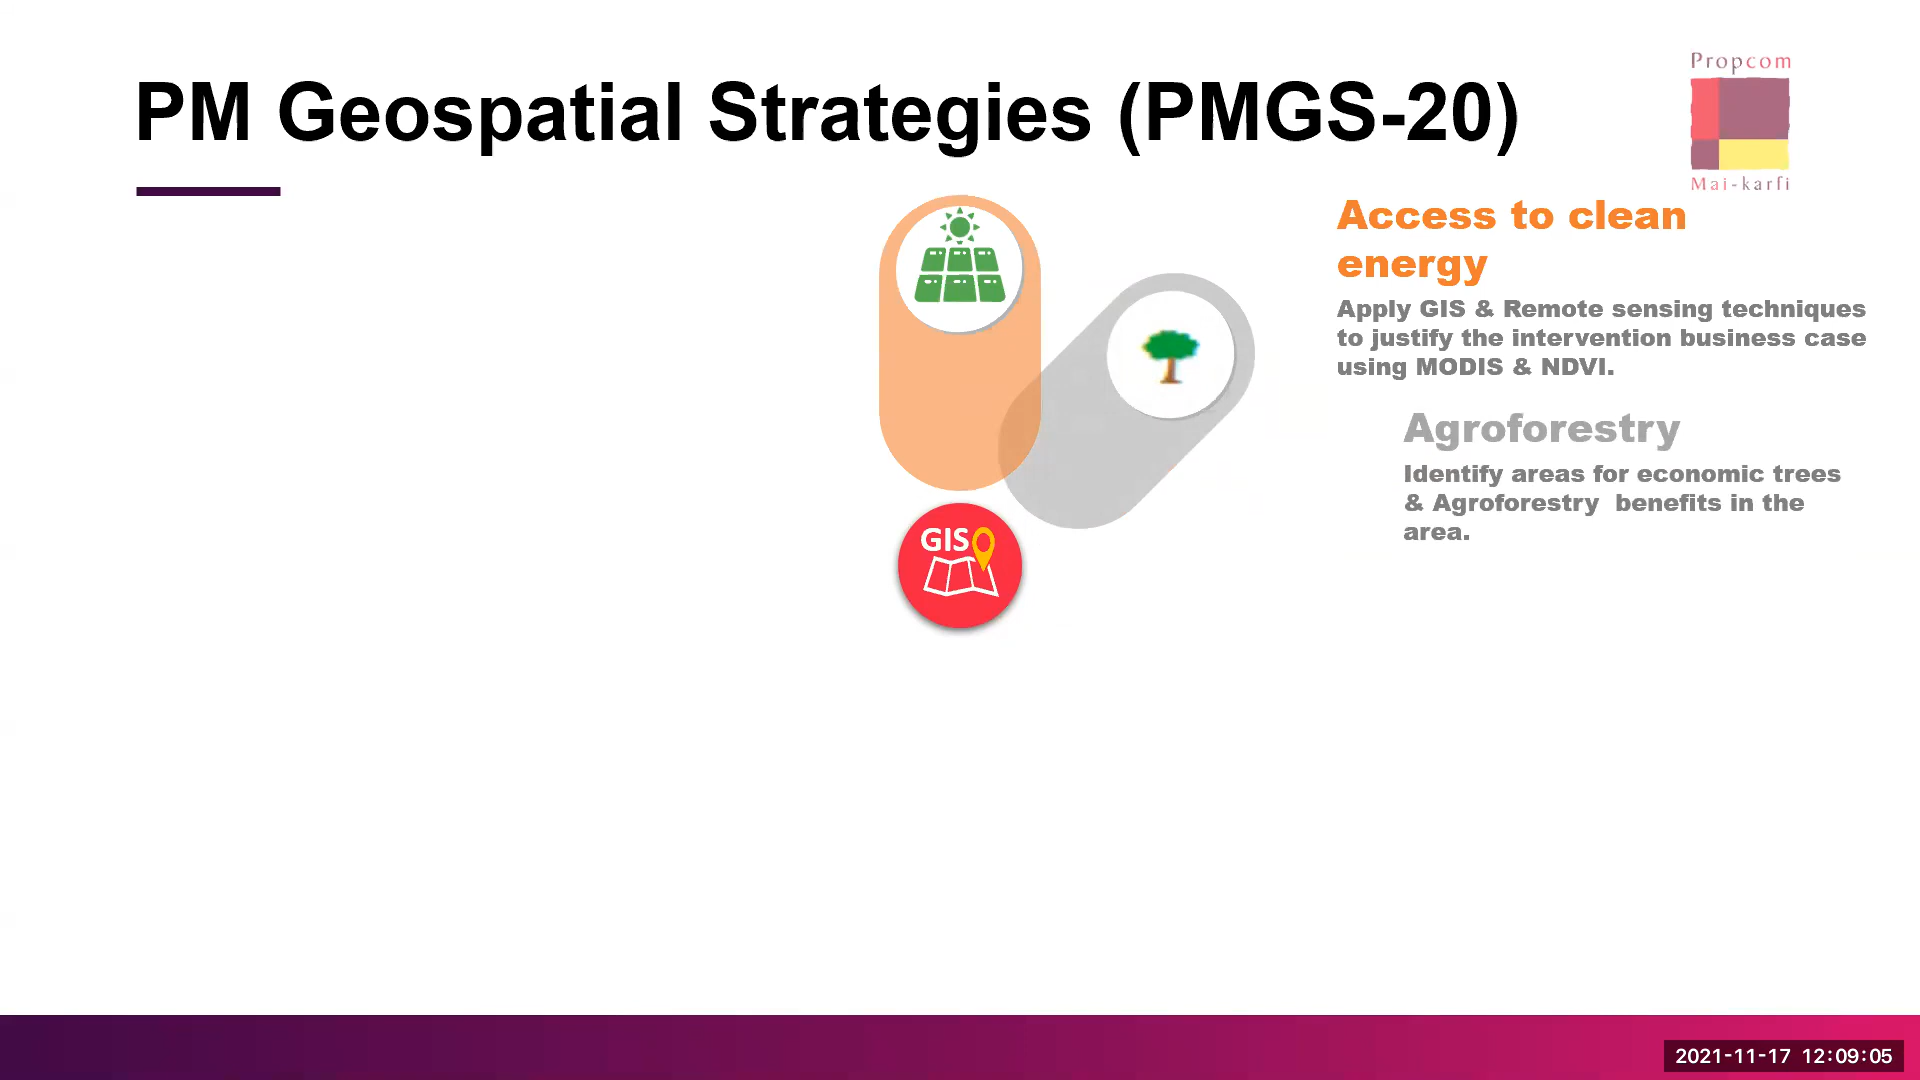 PM Geospatial Strategies (PMGS-20)
Propcom
Mai-karfi
Access to clean
energy
Apply GIS & Remote sensing techniques
to justify the intervention business case
using MODIS & NDVI.
Agroforestry
Identify areas for economic trees
& Agroforestry  benefits in the
area.
GIS
2021-11-17 12:09:05